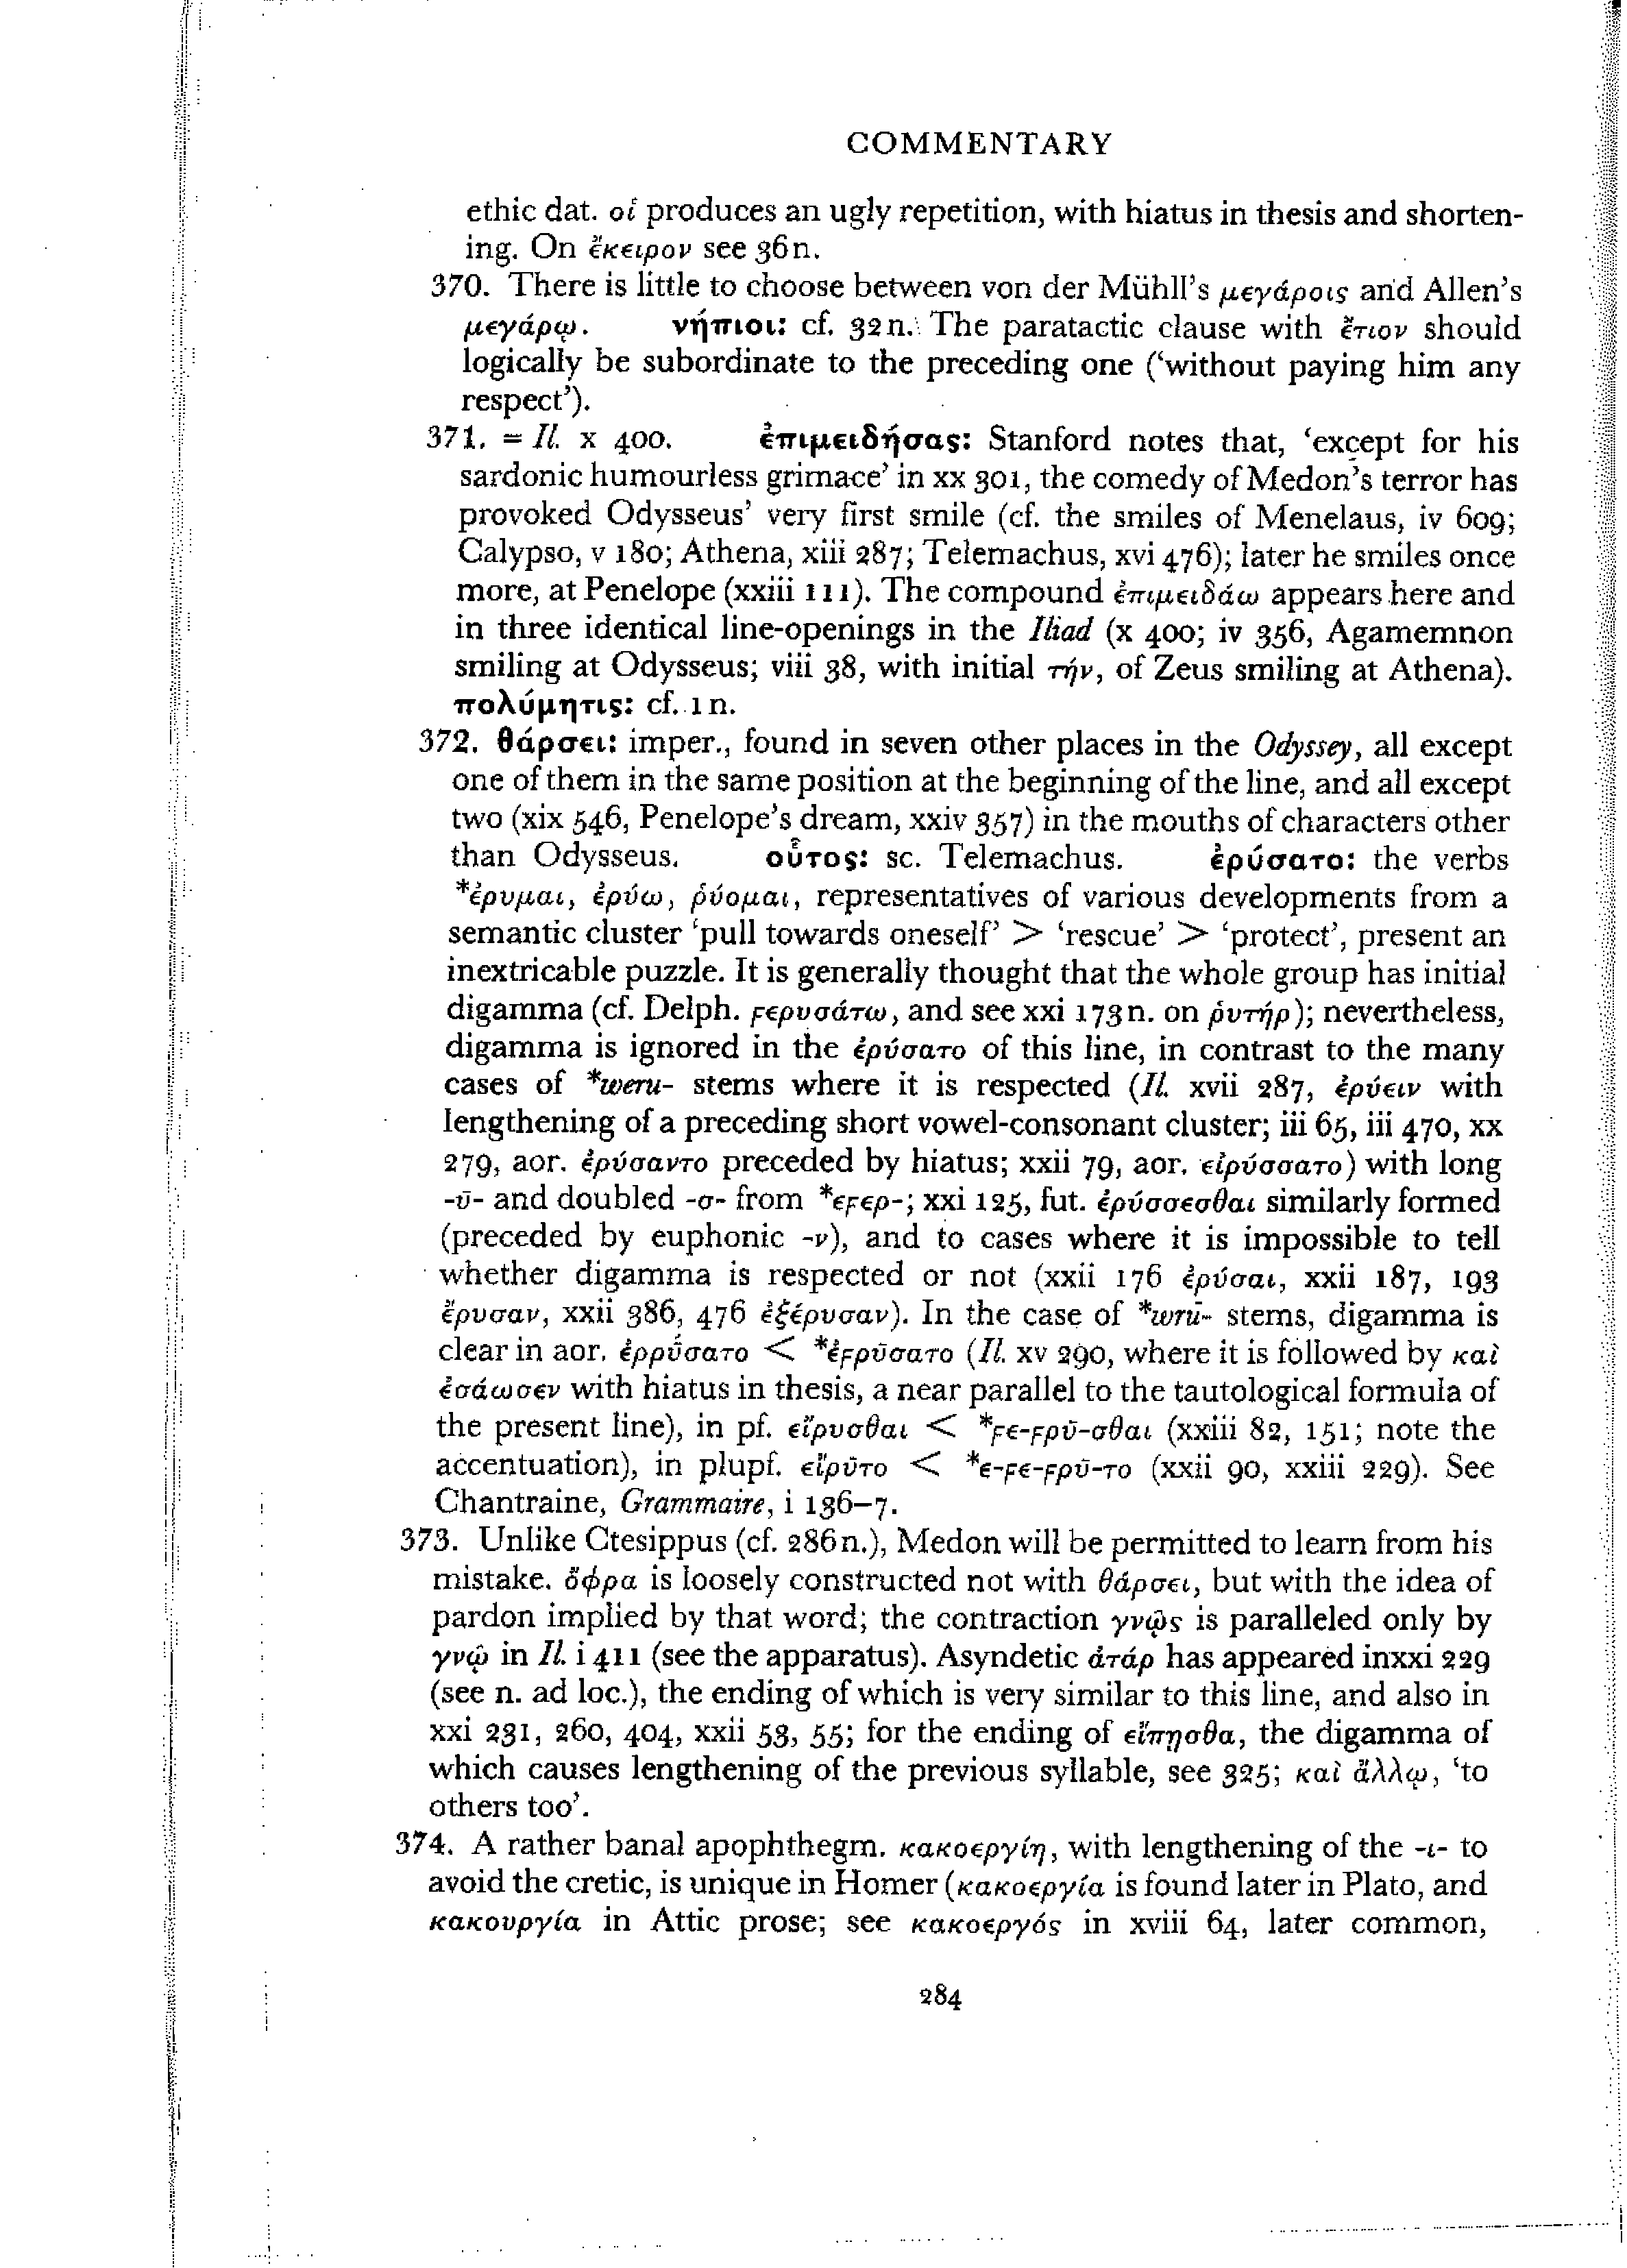 COMMENTARY
ethic dat. οἱ produces an ugly repetition, with hiatus in thesis and shorten-
ing. On ἔκειρον see 36n.
370. There is little to choose between von der Mühll's μεγάροις and Allen's
μεγάρῳ. νήπιοι: cf. 32n. The paratactic clause with ἔτιον should
logically be subordinate to the preceding one ('without paying him any
respect').
371. = Il. x 400. ἐπιμειδήσας: Stanford notes that, 'except for his
sardonic humourless grimace' in xx 301, the comedy of Medon's terror has
provoked Odysseus' very first smile (cf. the smiles of Menelaus, iv 609;
Calypso, v 180; Athena, xiii 287; Telemachus, xvi 476); later he smiles once
more, at Penelope (xxiii 111). The compound ἐπιμειδάω appears here and
in three identical line-openings in the Iliad (x 400; iv 356, Agamemnon
smiling at Odysseus; viii 38, with initial τήν, of Zeus smiling at Athena).
πολύμητις: cf. 1n.
372. θάρσει: imper., found in seven other places in the Odyssey, all except
one of them in the same position at the beginning of the line, and all except
two (xix 546, Penelope's dream, xxiv 357) in the mouths of characters other
than Odysseus. οὗτος: sc. Telemachus. ἐρύσατο: the verbs
*ἔρυμαι, ἐρύω, ῥύομαι, representatives of various developments from a
semantic cluster 'pull towards oneself' > 'rescue' > 'protect', present an
inextricable puzzle. It is generally thought that the whole group has initial
digamma (cf. Delph. ϝερυσάτω, and see xxi 173n. on ῥυτήρ); nevertheless,
digamma is ignored in the ἐρύσατο of this line, in contrast to the many
cases of *weru- stems where it is respected (Il. xvii 287, ἐρύειν with
lengthening of a preceding short vowel-consonant cluster; iii 65, iii 470, xx
279, aor. ἐρύσαντο preceded by hiatus; xxii 79, aor. εἰρύσσατο) with long
-ῡ- and doubled -σ- from *εϝερ-; xxi 125, fut. ἐρύσσεσθαι similarly formed
(preceded by euphonic -ν), and to cases where it is impossible to tell
whether digamma is respected or not (xxii 176 ἐρύσαι, xxii 187, 193
ἔρυσαν, xxii 386, 476 ἐξέρυσαν). In the case of *wrū- stems, digamma is
clear in aor. ἐρρῡ́σατο < *ἐϝρῡσατο (Il. xv 290, where it is followed by καὶ
ἐσάωσεν with hiatus in thesis, a near parallel to the tautological formula of
the present line), in pf. εἴρυσθαι < *ϝε-ϝρῡ-σθαι (xxiii 82, 151; note the
accentuation), in plupf. εἴρῡτο < *ε-ϝε-ϝρῡ-το (xxii 90, xxiii 229). See
Chantraine, Grammaire, i 136–7.
373. Unlike Ctesippus (cf. 286n.), Medon will be permitted to learn from his
mistake. ὄφρα is loosely constructed not with θάρσει, but with the idea of
pardon implied by that word; the contraction γνῷς is paralleled only by
γνῷ in Il. i 411 (see the apparatus). Asyndetic ἀτάρ has appeared inxxi 229
(see n. ad loc.), the ending of which is very similar to this line, and also in
xxi 231, 260, 404, xxii 53, 55; for the ending of εἴπῃσθα, the digamma of
which causes lengthening of the previous syllable, see 325; καὶ ἄλλῳ, 'to
others too'.
374. A rather banal apophthegm. κακοεργίη, with lengthening of the -ι- to
avoid the cretic, is unique in Homer (κακοεργία is found later in Plato, and
κακουργία in Attic prose; see κακοεργός in xviii 64, later common,
284